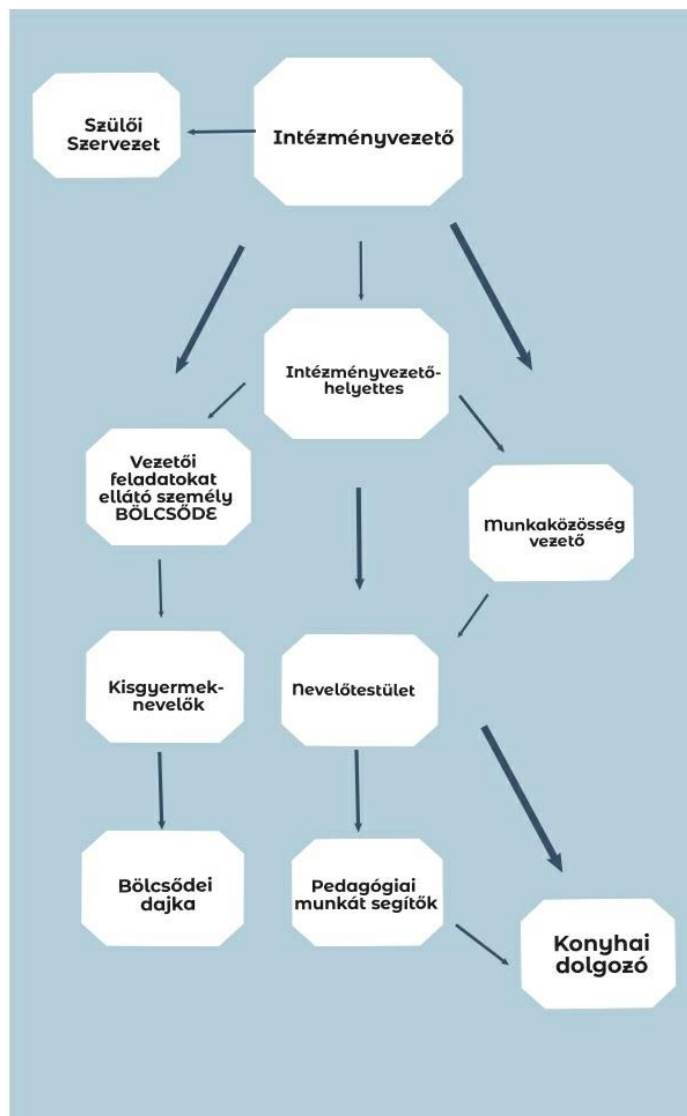 Szülői
Szervezet
Intézményvezető
Intézményvezető-
helyettes
Vezetői
feladatokat
ellátó személy
BÖLCSŐDE
Munkaközösség
vezető
Kisgyermek-
nevelők
Nevelőtestület
Bölcsődei
dajka
Pedagógiai
munkát segítők
Konyhai
dolgozó